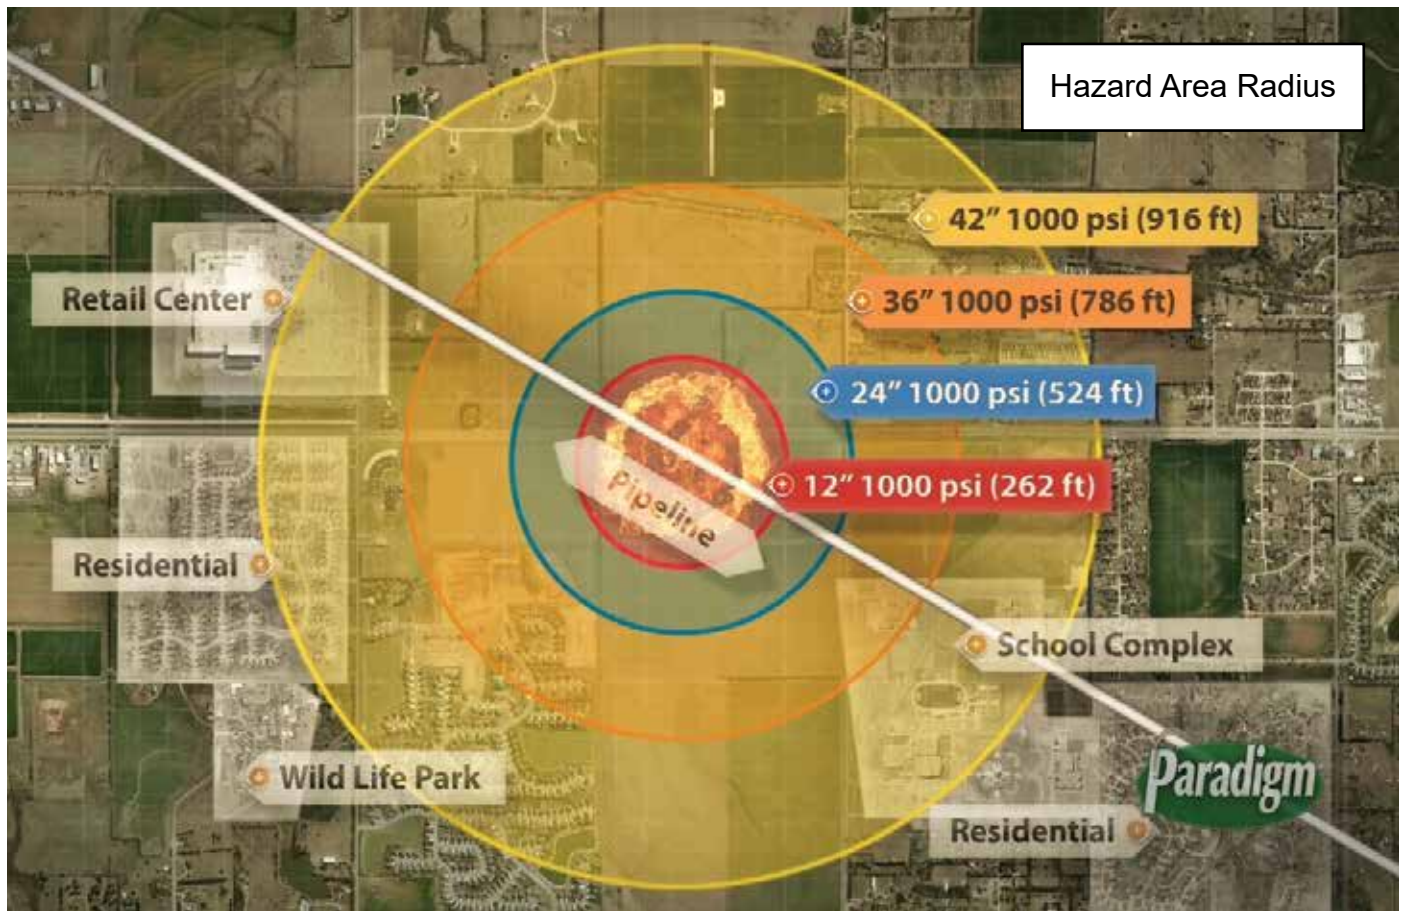 Hazard Area Radius
42” 1000 psi (916 ft)
Retail Center
36” 1000 psi (786 ft)
24” 1000 psi (524 ft)
12” 1000 psi (262 ft)
Pipeline
Residential
School Complex
Wild Life Park
Paradigm
Residential